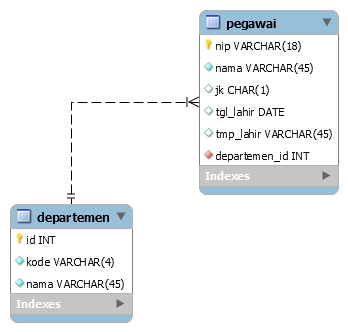 pegawai
nip VARCHAR(18)
nama VARCHAR(45)
jk CHAR(1)
tgl_lahir DATE
tmp_lahir VARCHAR(45)
departemen_id INT
Indexes
departemen
id INT
kode VARCHAR(4)
nama VARCHAR(45)
Indexes